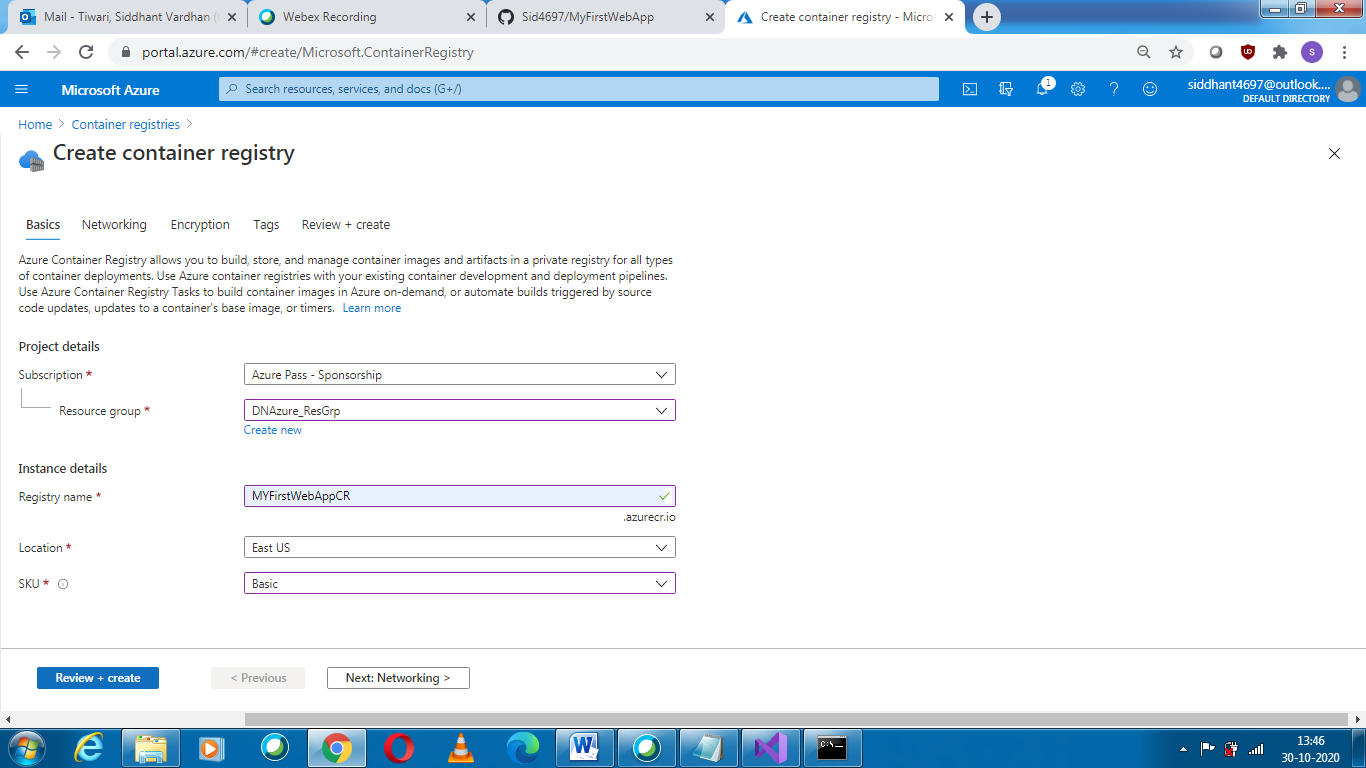 Mail - Tiwari, Siddhant Vardhan (
Webex Recording
Sid4697/MyFirstWebApp
Create container registry - Micros
portal.azure.com/#create/Microsoft.ContainerRegistry
S
Microsoft Azure
Search resources, services, and docs (G+/)
1
siddhant4697@outlook....
DEFAULT DIRECTORY
Home > Container registries >
Create container registry
Basics Networking Encryption Tags Review + create
Azure Container Registry allows you to build, store, and manage container images and artifacts in a private registry for all types
of container deployments. Use Azure container registries with your existing container development and deployment pipelines.
Use Azure Container Registry Tasks to build container images in Azure on-demand, or automate builds triggered by source
code updates, updates to a container's base image, or timers. Learn more
Project details
Subscription *
Azure Pass - Sponsorship
Resource group *
DNAzure_ResGrp
Create new
Instance details
Registry name *
MYFirstWebAppCR
.azurecr.io
Location *
East US
SKU *
Basic
Review + create
< Previous
Next: Networking >
13:46
30-10-2020